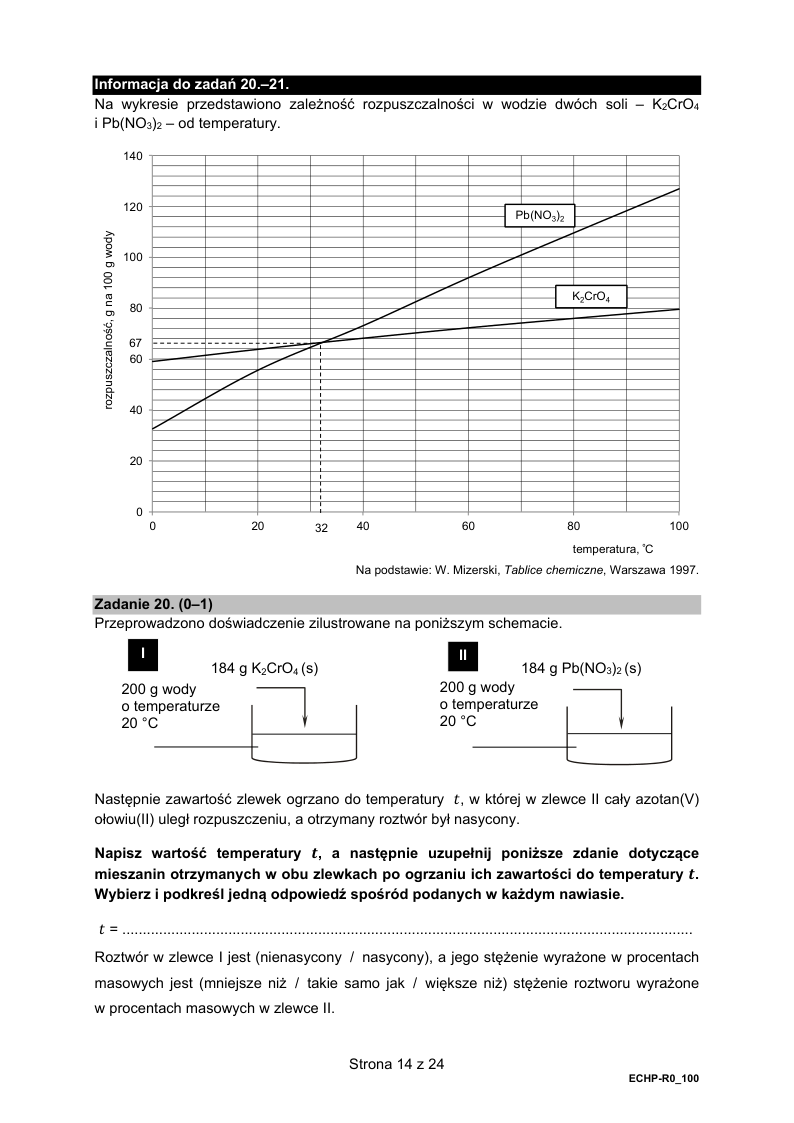 Informacja do zadań 20.–21.
Na wykresie przedstawiono zależność rozpuszczalności w wodzie dwóch soli – K₂CrO₄
i Pb(NO₃)₂ – od temperatury.
140
120
100
80
67
60
40
20
0
rozpuszczalność, g na 100 g wody
Pb(NO₃)₂
K₂CrO₄
0
20
32
40
60
80
100
temperatura, °C
Na podstawie: W. Mizerski, Tablice chemiczne, Warszawa 1997.
Zadanie 20. (0–1)
Przeprowadzono doświadczenie zilustrowane na poniższym schemacie.
I
184 g K₂CrO₄ (s)
200 g wody
o temperaturze
20 °C
II
184 g Pb(NO₃)₂ (s)
200 g wody
o temperaturze
20 °C
Następnie zawartość zlewek ogrzano do temperatury t, w której w zlewce II cały azotan(V)
ołowiu(II) uległ rozpuszczeniu, a otrzymany roztwór był nasycony.
Napisz wartość temperatury t, a następnie uzupełnij poniższe zdanie dotyczące
mieszanin otrzymanych w obu zlewkach po ogrzaniu ich zawartości do temperatury t.
Wybierz i podkreśl jedną odpowiedź spośród podanych w każdym nawiasie.
t = ............................................................................................................................................
Roztwór w zlewce I jest (nienasycony / nasycony), a jego stężenie wyrażone w procentach
masowych jest (mniejsze niż / takie samo jak / większe niż) stężenie roztworu wyrażone
w procentach masowych w zlewce II.
Strona 14 z 24
ECHP-R0_100